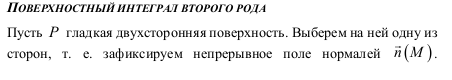 ПОВЕРХНОСТНЫЙ ИНТЕГРАЛ ВТОРОГО РОДА
Пусть P гладкая двухсторонняя поверхность. Выберем на ней одну из
сторон, т. е. зафиксируем непрерывное поле нормалей n⃗(M).